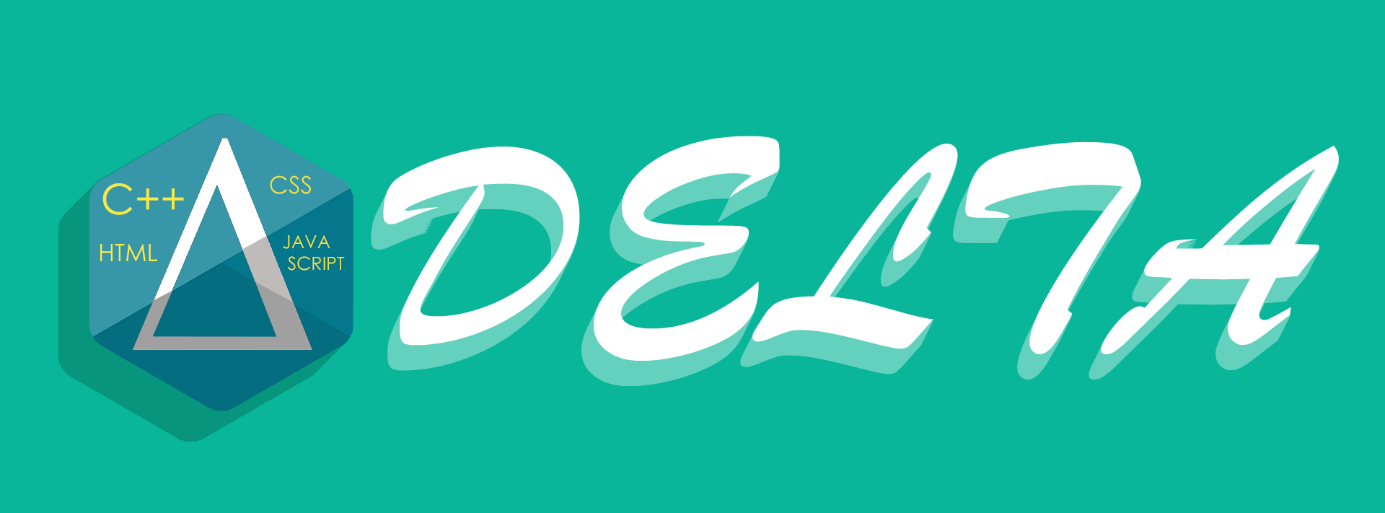 C++
CSS
HTML
JAVA
SCRIPT
DELTA